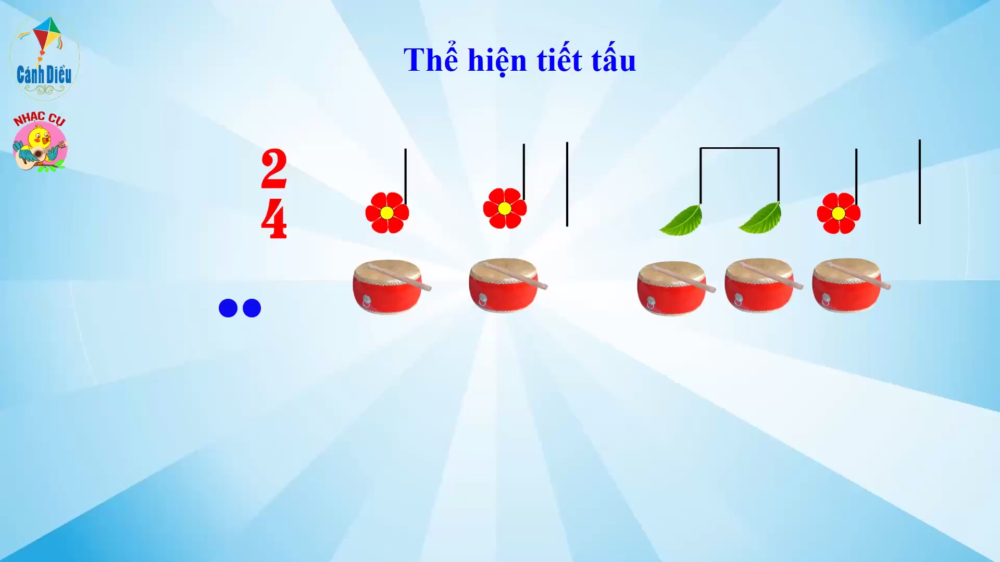 Cánh Diều
Thể hiện tiết tấu
NHẠC CỤ
2
4